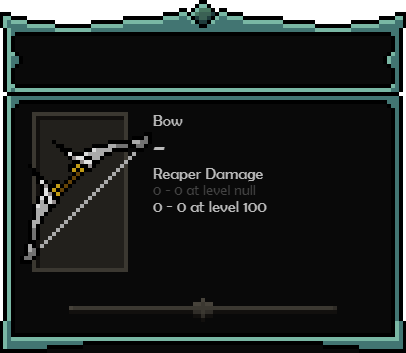 Bow
–
Reaper Damage
0 - 0 at level null
0 - 0 at level 100